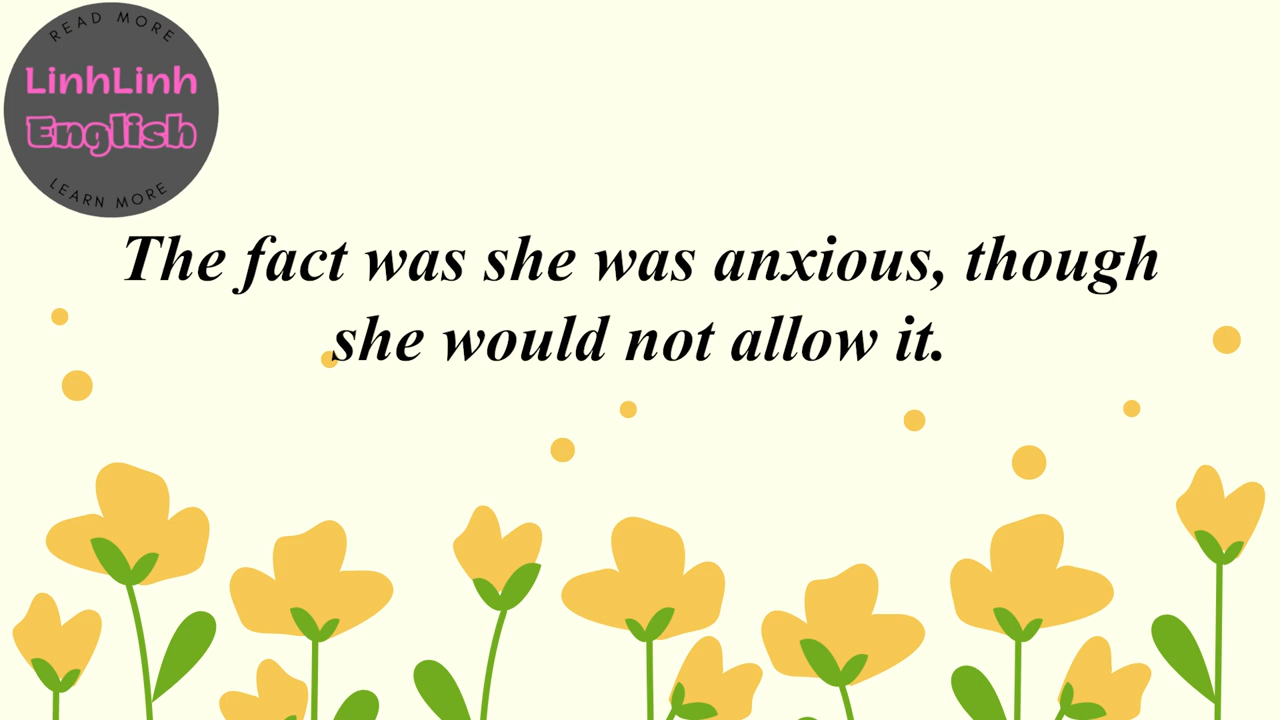 READ MORE
LinhLinh
English
LEARN MORE
The fact was she was anxious, though
she would not allow it.